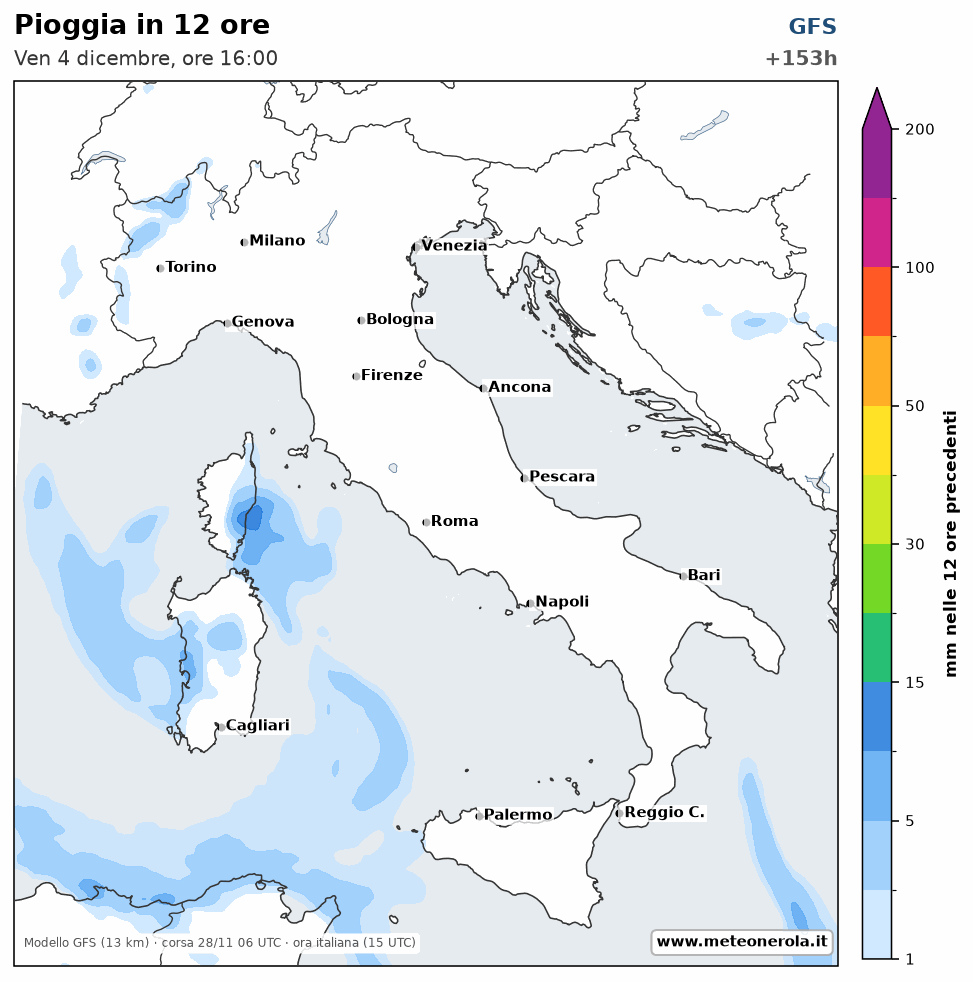 Pioggia in 12 ore
GFS
Ven 4 dicembre, ore 16:00
+153h
Milano
Venezia
Torino
Genova
Bologna
Firenze
Ancona
Pescara
Roma
Bari
Napoli
Cagliari
Palermo
Reggio C.
Modello GFS (13 km) · corsa 28/11 06 UTC · ora italiana (15 UTC)
www.meteonerola.it
200
100
50
30
15
5
1
mm nelle 12 ore precedenti